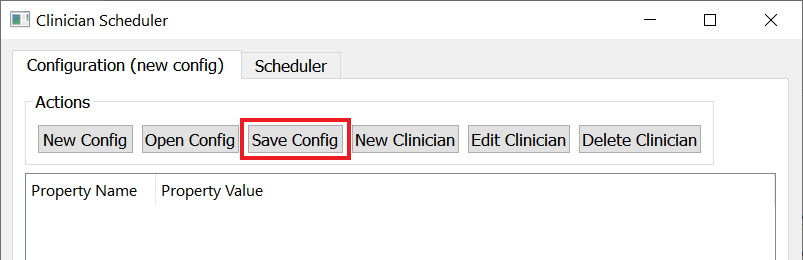 Clinician Scheduler
Configuration (new config) Scheduler
Actions
New Config Open Config Save Config New Clinician Edit Clinician Delete Clinician
Property Name Property Value